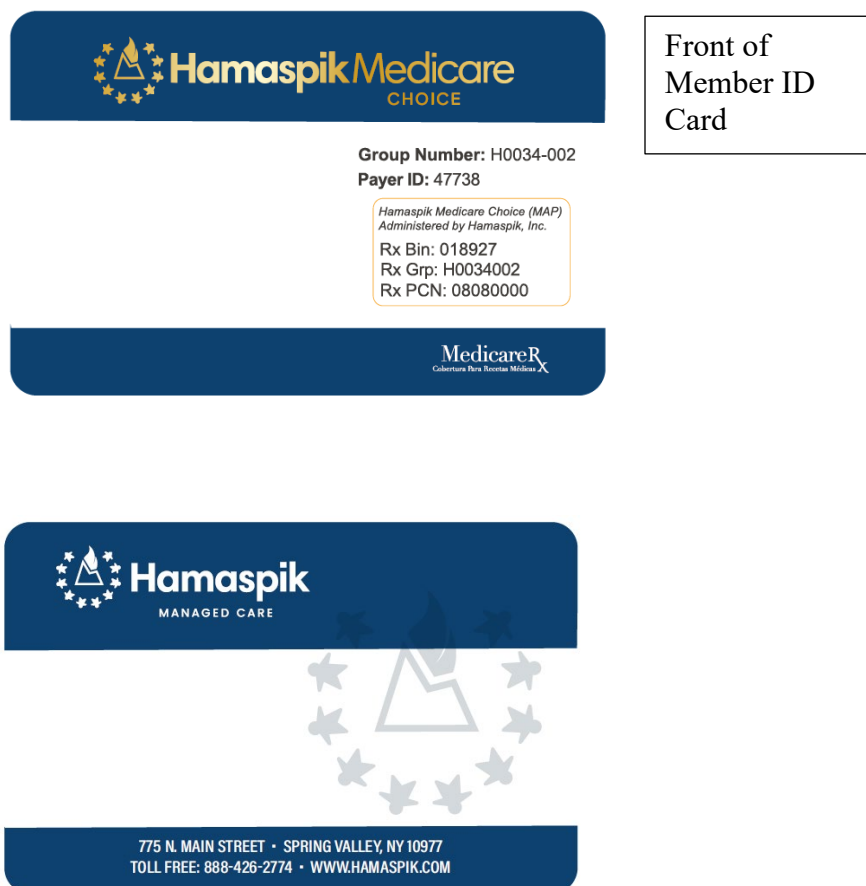 Hamaspik Medicare
CHOICE
Front of
Member ID
Card
Group Number: H0034-002
Payer ID: 47738
Hamaspik Medicare Choice (MAP)
Administered by Hamaspik, Inc.
Rx Bin: 018927
Rx Grp: H0034002
Rx PCN: 08080000
MedicareRx
Cobertura Para Recetas Médicas
Hamaspik
MANAGED CARE
775 N. MAIN STREET • SPRING VALLEY, NY 10977
TOLL FREE: 888-426-2774 • WWW.HAMASPIK.COM